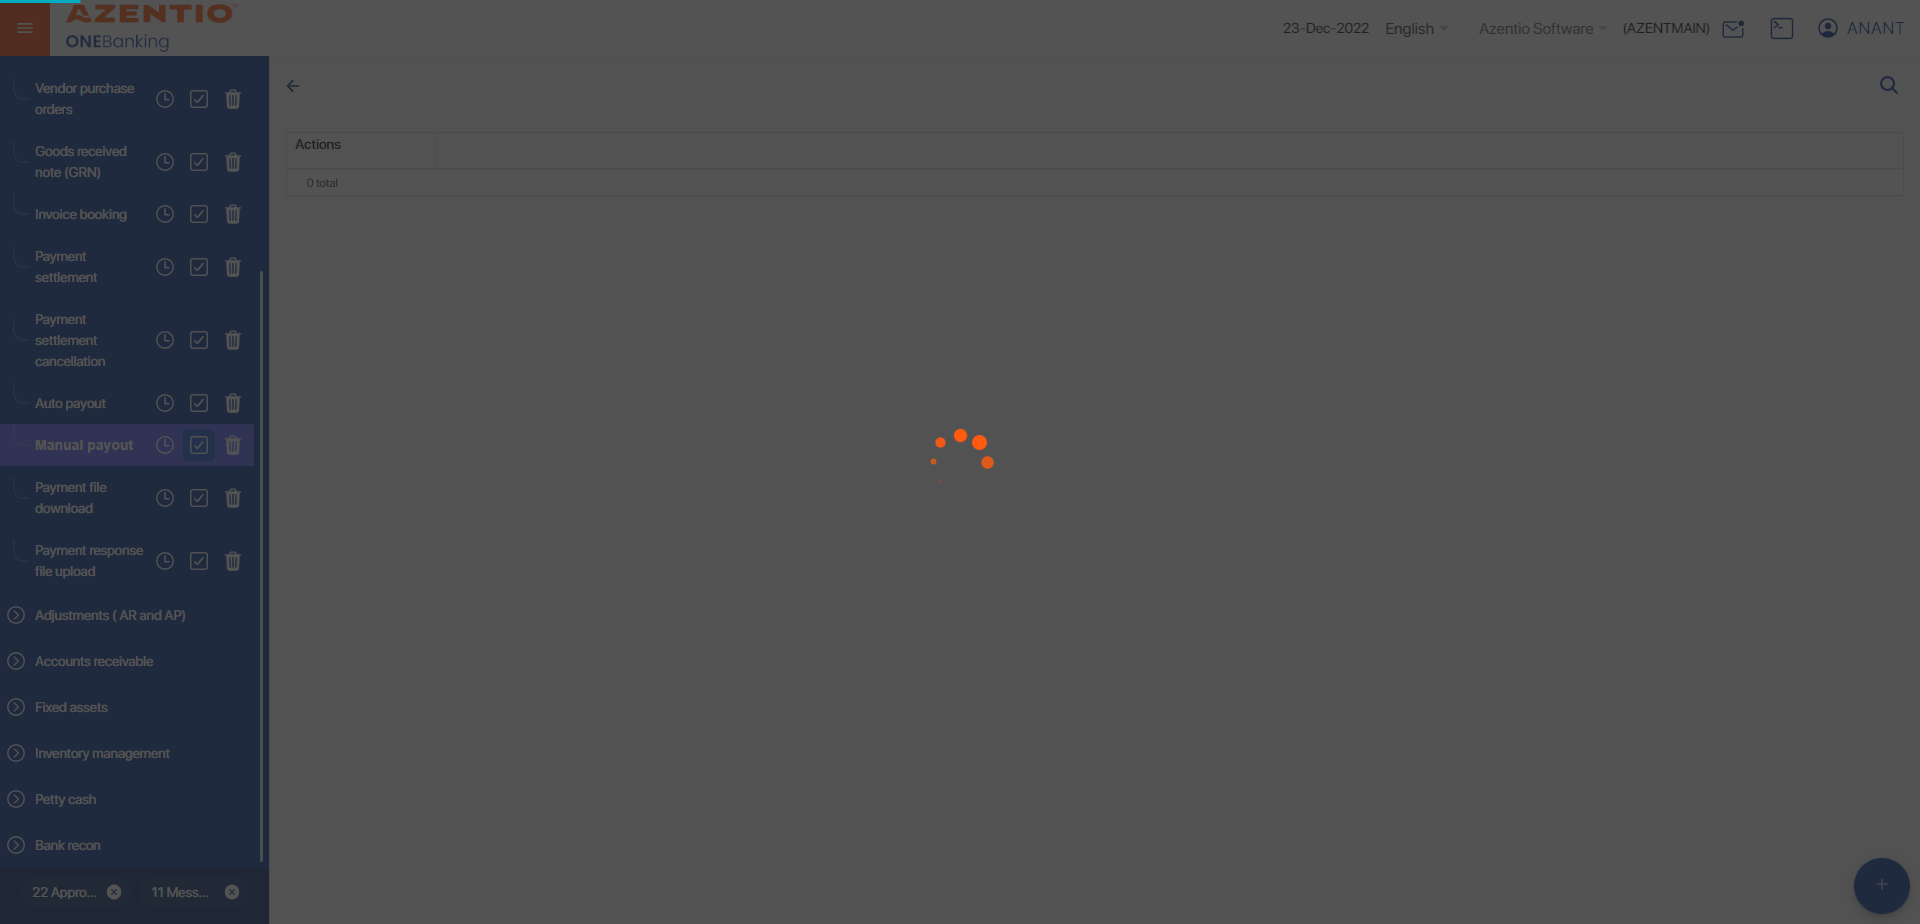 AZENTIO™
ONEBanking
23-Dec-2022
English
Azentio Software
(AZENTMAIN)
ANANT
Vendor purchase
orders
Goods received
note (GRN)
Invoice booking
Payment
settlement
Payment
settlement
cancellation
Auto payout
Manual payout
Payment file
download
Payment response
file upload
Adjustments ( AR and AP)
Accounts receivable
Fixed assets
Inventory management
Petty cash
Bank recon
22 Appro...
11 Mess...
Actions
0 total